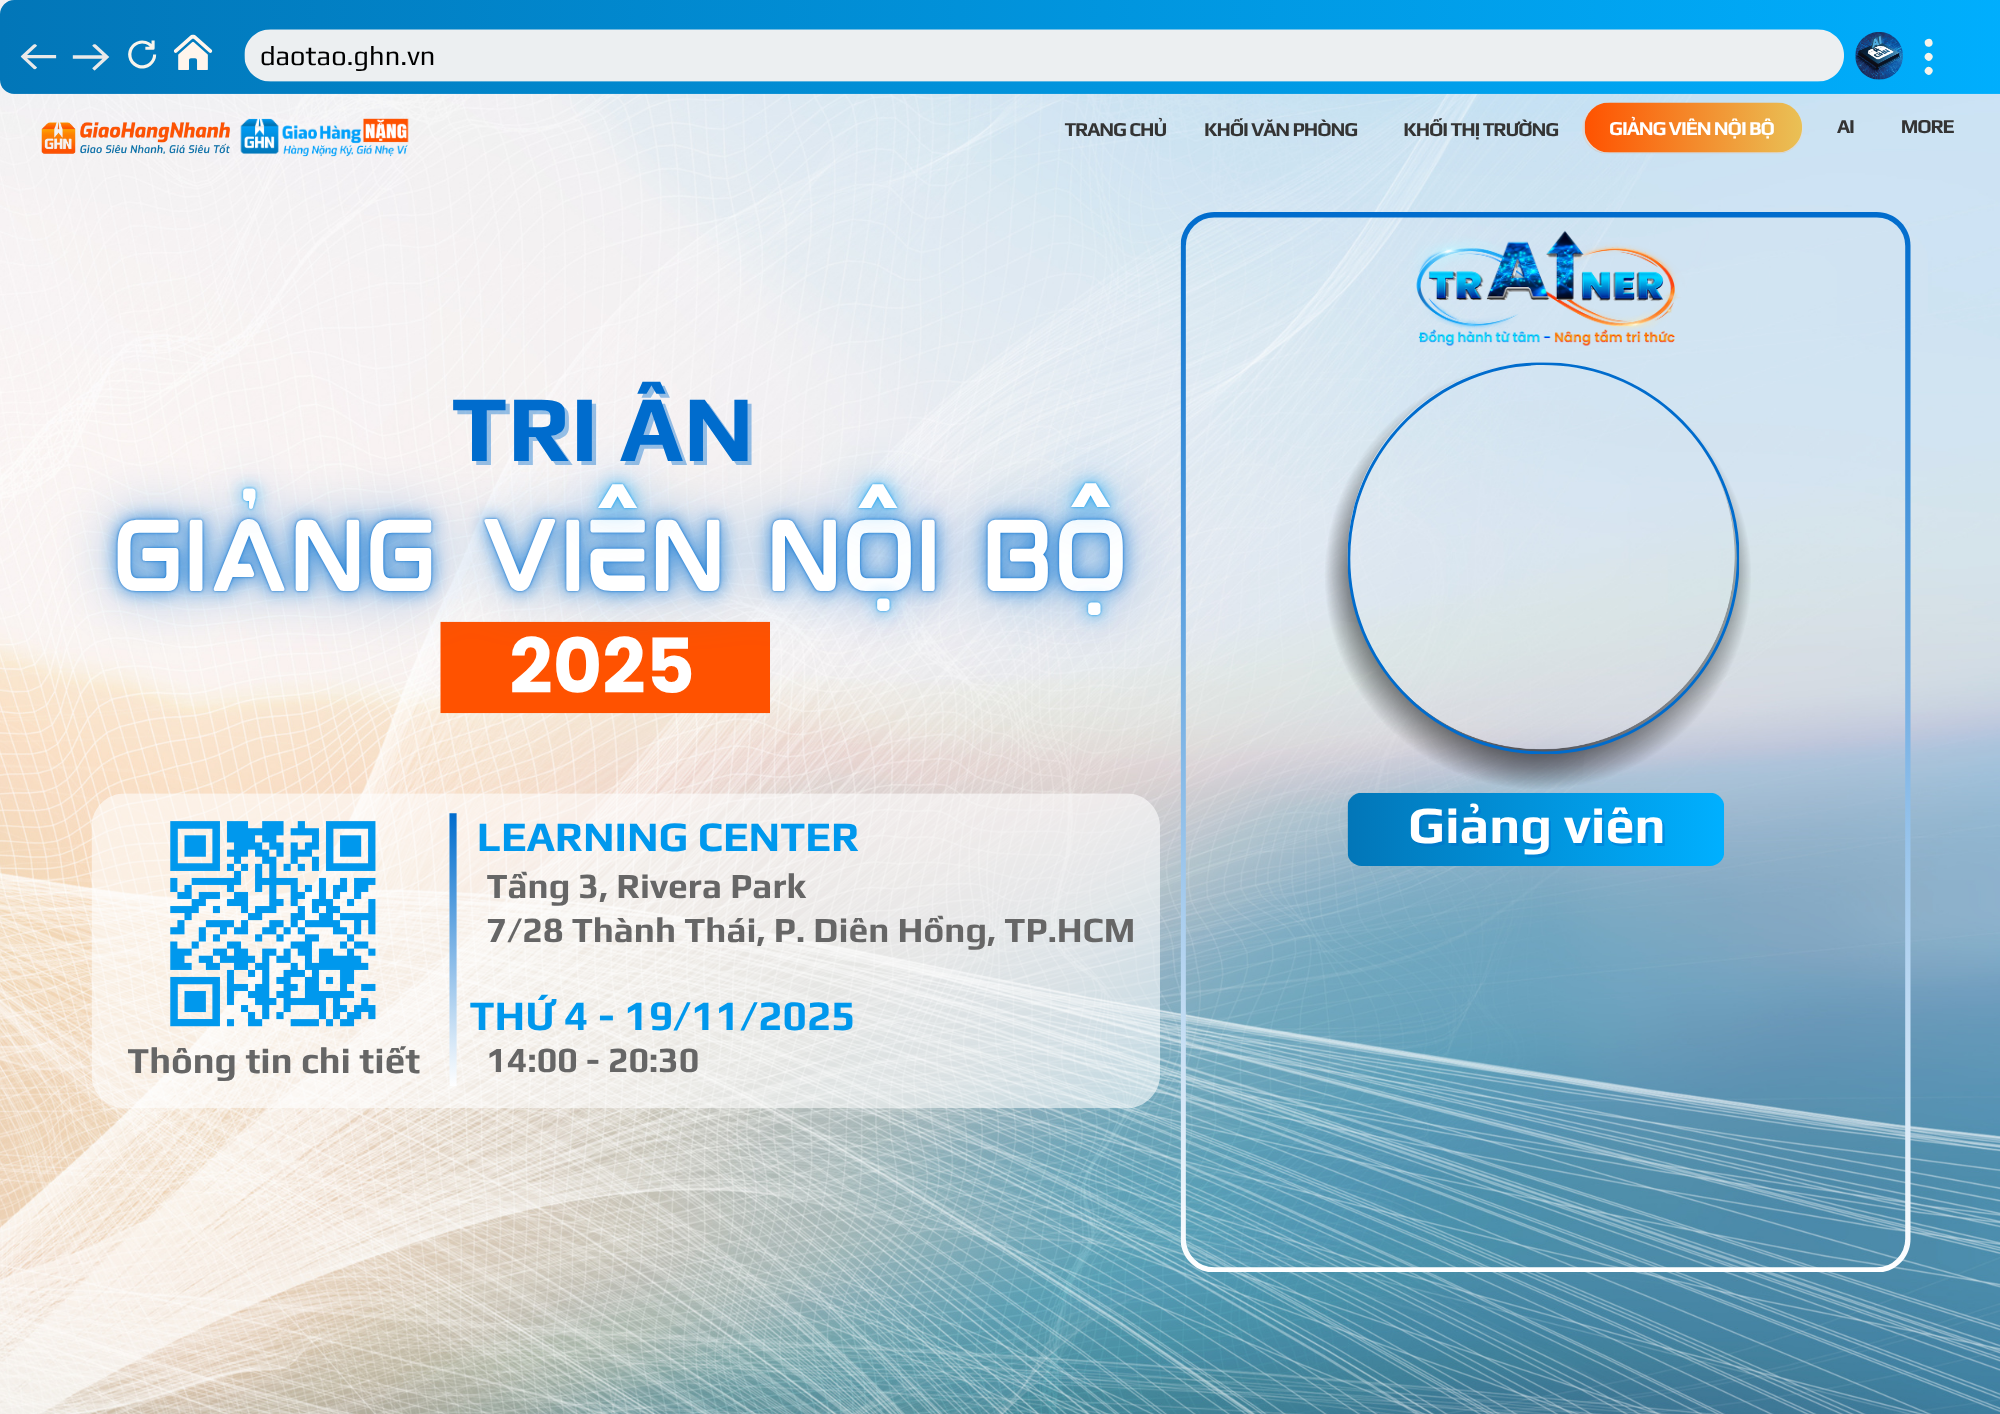 daotao.ghn.vn
GHN
GiaoHangNhanh
Giao Siêu Nhanh, Giá Siêu Tốt
GHN
Giao Hàng NẶNG
Hàng Nặng Ký, Giá Nhẹ Ví
TRANG CHỦ
KHỐI VĂN PHÒNG
KHỐI THỊ TRƯỜNG
GIẢNG VIÊN NỘI BỘ
AI
MORE
TRI ÂN
GIẢNG VIÊN NỘI BỘ
2025
Thông tin chi tiết
LEARNING CENTER
Tầng 3, Rivera Park
7/28 Thành Thái, P. Diên Hồng, TP.HCM
THỨ 4 - 19/11/2025
14:00 - 20:30
TRAINER
Đồng hành từ tâm - Nâng tầm tri thức
Giảng viên